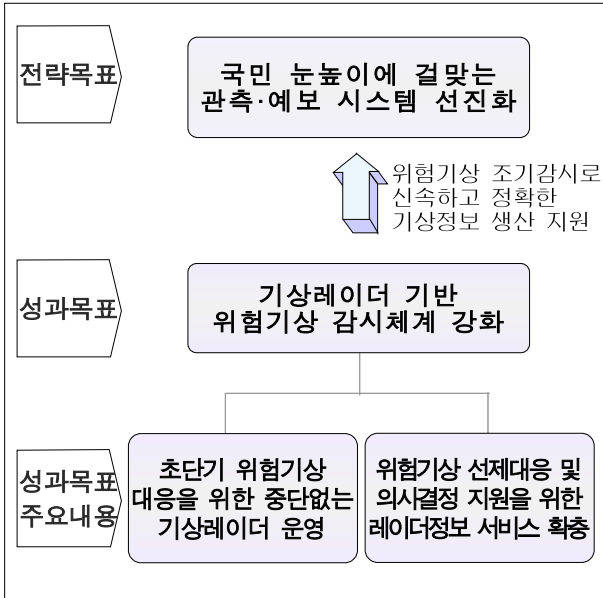 전략목표
국민 눈높이에 걸맞는
관측·예보 시스템 선진화
위험기상 조기감시로
신속하고 정확한
기상정보 생산 지원
성과목표
기상레이더 기반
위험기상 감시체계 강화
성과목표
주요내용
초단기 위험기상
대응을 위한 중단없는
기상레이더 운영
위험기상 선제대응 및
의사결정 지원을 위한
레이더정보 서비스 확충